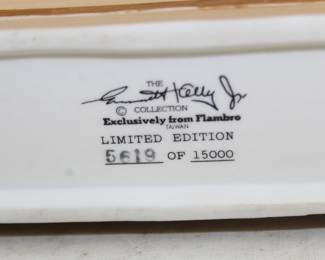 THE
Emmett Kelly Jr.
© COLLECTION
Exclusively from Flambro
TAIWAN
LIMITED EDITION
5619 OF 15000